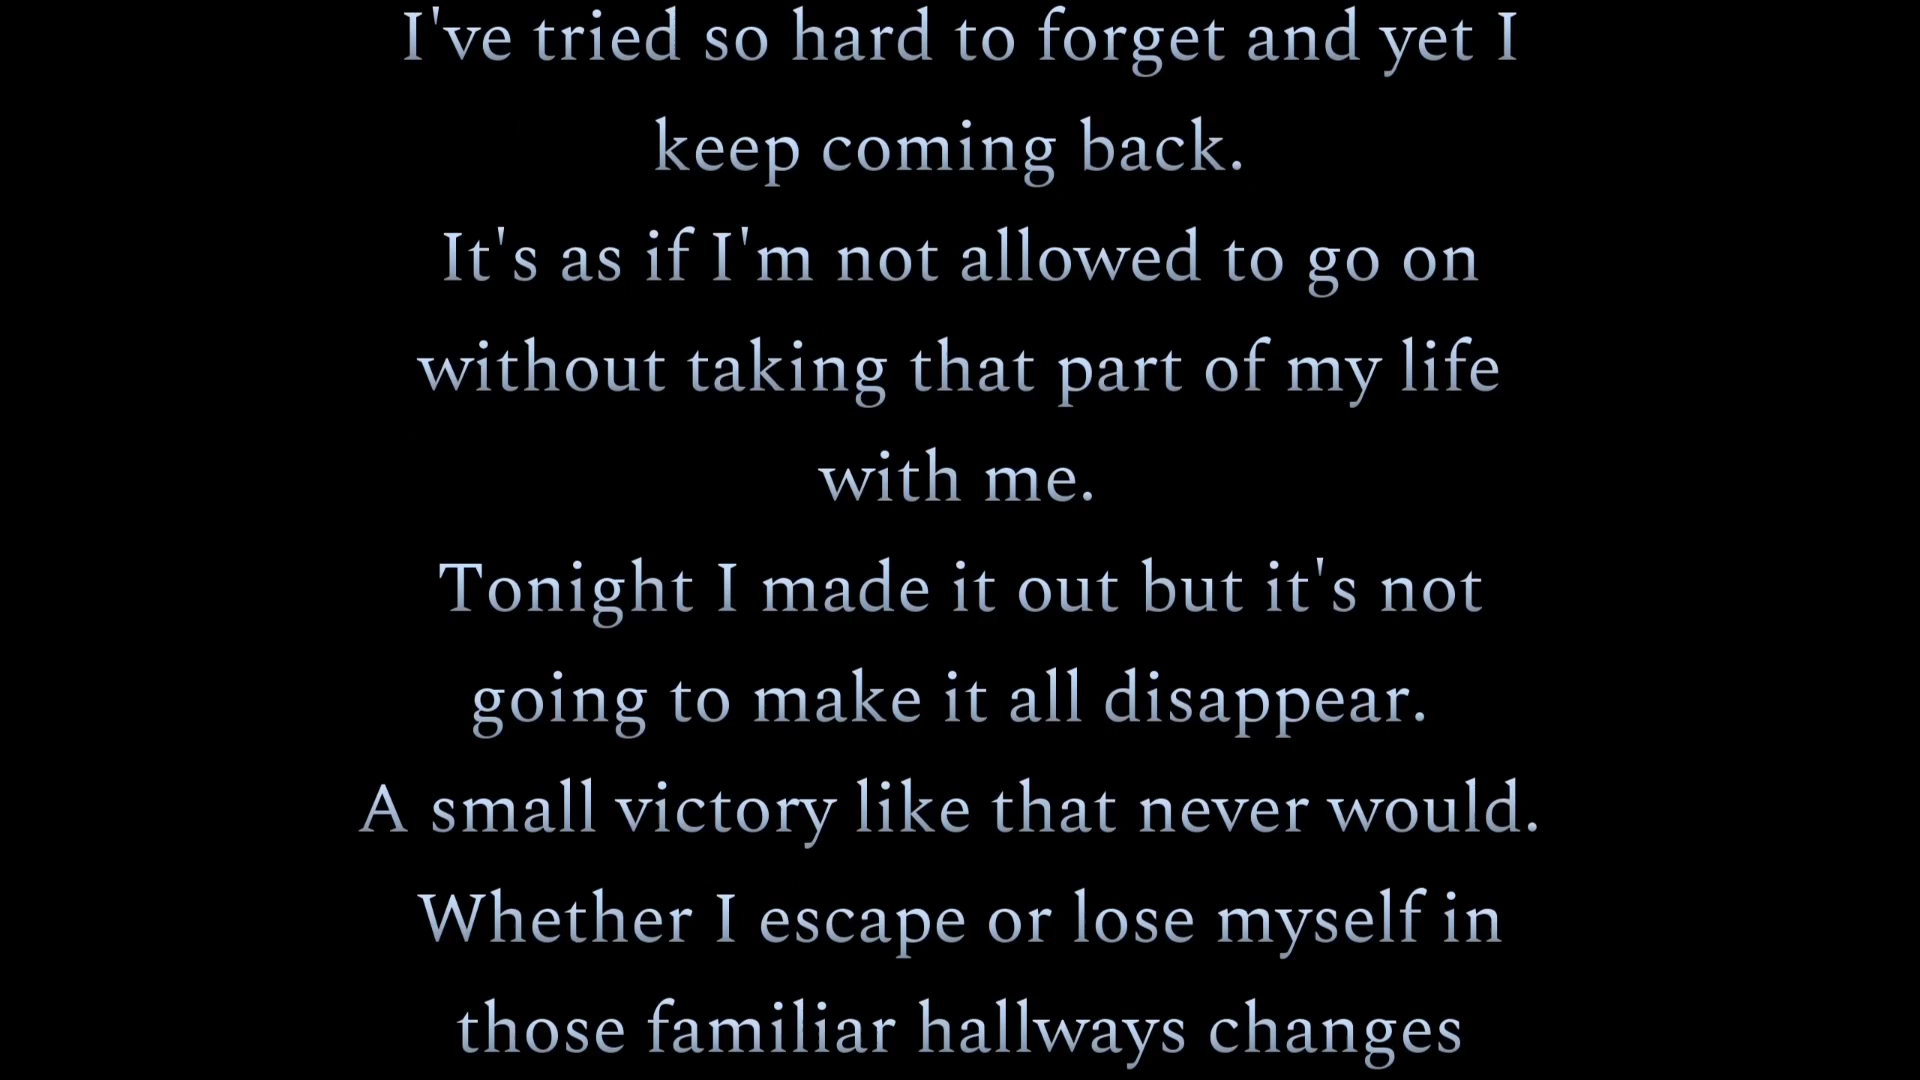 I've tried so hard to forget and yet I
keep coming back.
It's as if I'm not allowed to go on
without taking that part of my life
with me.
Tonight I made it out but it's not
going to make it all disappear.
A small victory like that never would.
Whether I escape or lose myself in
those familiar hallways changes